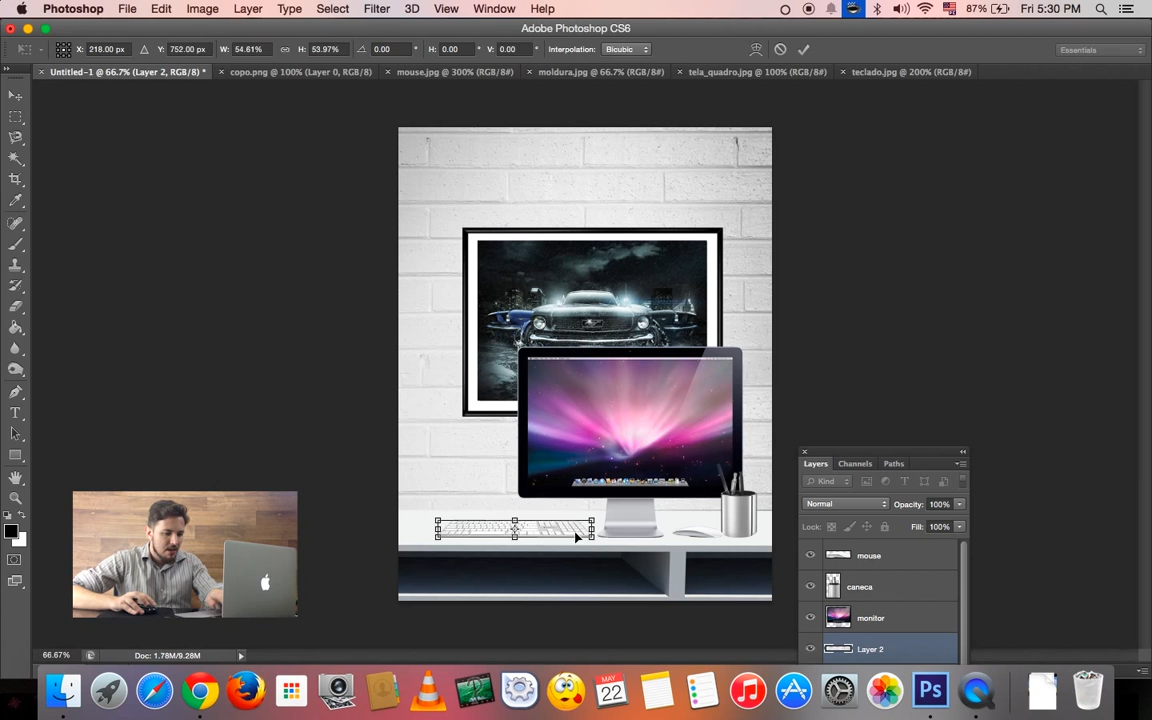 Photoshop File Edit Image Layer Type Select Filter 3D View Window Help 87% Fri 5:30 PM
Adobe Photoshop CS6
X: 218.00 px Y: 752.00 px W: 54.61% H: 53.97% 0.00 ° H: 0.00 ° V: 0.00 ° Interpolation: Bicubic Essentials
Untitled-1 @ 66.7% (Layer 2, RGB/8) * copo.png @ 100% (Layer 0, RGB/8) mouse.jpg @ 300% (RGB/8#) moldura.jpg @ 66.7% (RGB/8#) tela_quadro.jpg @ 100% (RGB/8#) teclado.jpg @ 200% (RGB/8#)
Layers Channels Paths
Kind
Normal Opacity: 100%
Lock: Fill: 100%
mouse
caneca
monitor
Layer 2
66.67% Doc: 1.78M/9.28M
MAY
22
Ps